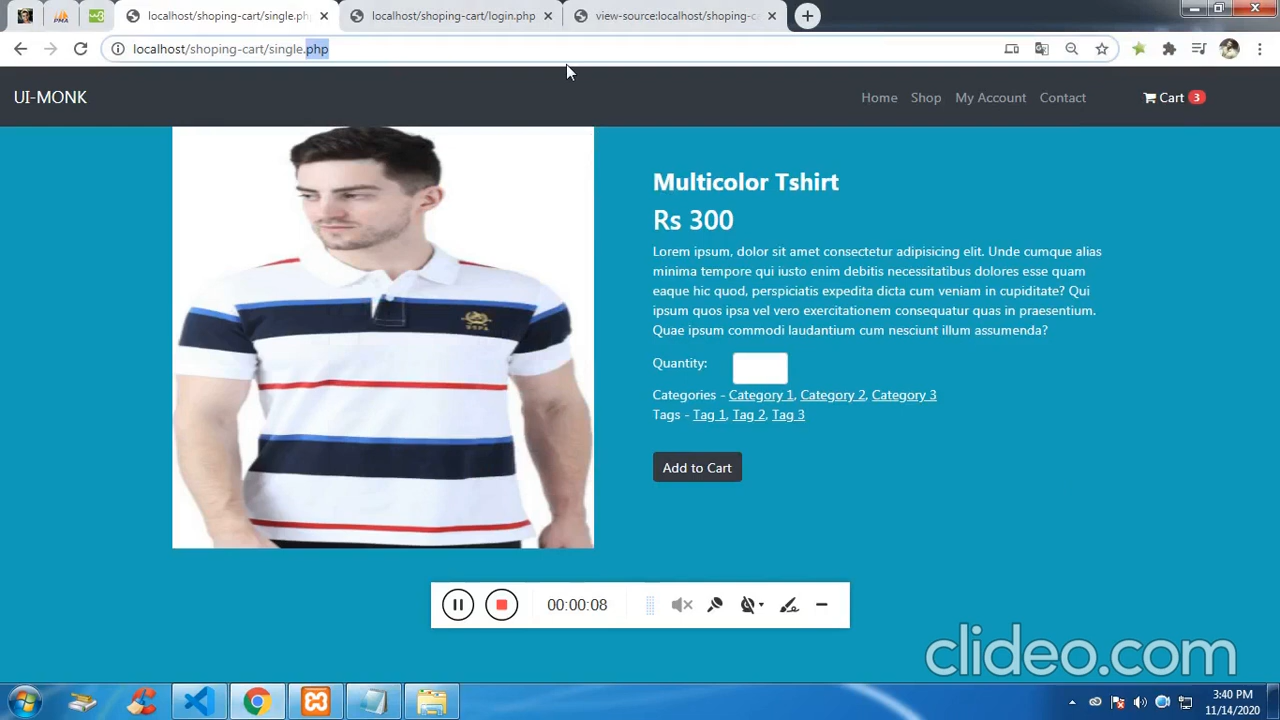 localhost/shoping-cart/single.ph
localhost/shoping-cart/login.php
view-source:localhost/shoping-c
localhost/shoping-cart/single.php
UI-MONK
Home
Shop
My Account
Contact
Cart 3
Multicolor Tshirt
Rs 300
Lorem ipsum, dolor sit amet consectetur adipisicing elit. Unde cumque alias
minima tempore qui iusto enim debitis necessitatibus dolores esse quam
eaque hic quod, perspiciatis expedita dicta cum veniam in cupiditate? Qui
ipsum quos ipsa vel vero exercitationem consequatur quas in praesentium.
Quae ipsum commodi laudantium cum nesciunt illum assumenda?
Quantity:
Categories - Category 1, Category 2, Category 3
Tags - Tag 1, Tag 2, Tag 3
Add to Cart
00:00:08
clideo.com
3:40 PM
11/14/2020